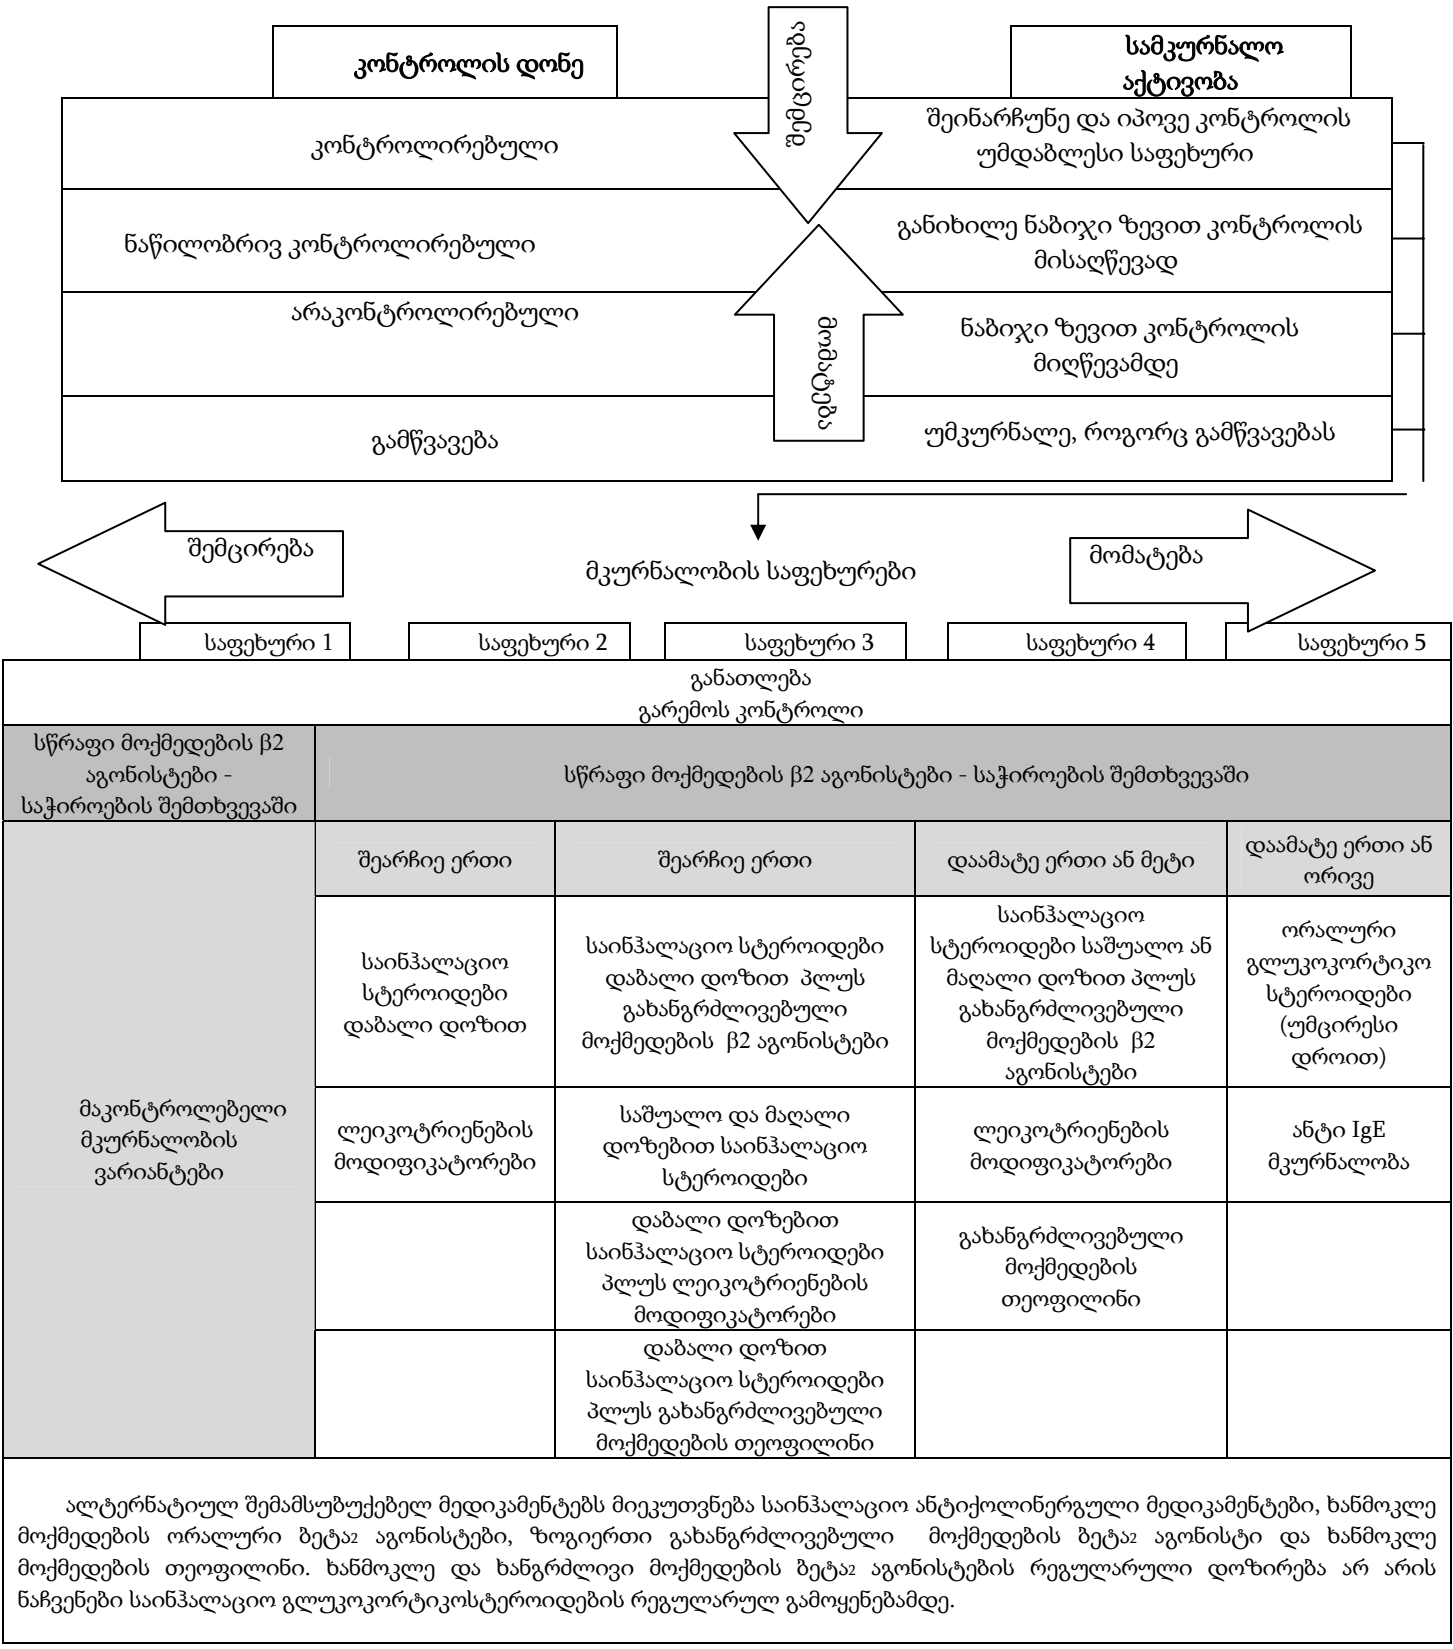 კონტროლის დონე
შემცირება
სამკურნალო
აქტივობა
კონტროლირებული
შეინარჩუნე და იპოვე კონტროლის
უმდაბლესი საფეხური
ნაწილობრივ კონტროლირებული
განიხილე ნაბიჯი ზევით კონტროლის
მისაღწევად
არაკონტროლირებული
მომატება
ნაბიჯი ზევით კონტროლის
მიღწევამდე
გამწვავება
უმკურნალე, როგორც გამწვავებას
შემცირება
მკურნალობის საფეხურები
მომატება
საფეხური 1
საფეხური 2
საფეხური 3
საფეხური 4
საფეხური 5
განათლება
გარემოს კონტროლი
სწრაფი მოქმედების β2
აგონისტები -
საჭიროების შემთხვევაში
სწრაფი მოქმედების β2 აგონისტები - საჭიროების შემთხვევაში
მაკონტროლებელი
მკურნალობის
ვარიანტები
შეარჩიე ერთი
შეარჩიე ერთი
დაამატე ერთი ან მეტი
დაამატე ერთი ან
ორივე
საინჰალაციო
სტეროიდები
დაბალი დოზით
საინჰალაციო სტეროიდები
დაბალი დოზით პლუს
გახანგრძლივებული
მოქმედების β2 აგონისტები
საინჰალაციო
სტეროიდები საშუალო ან
მაღალი დოზით პლუს
გახანგრძლივებული
მოქმედების β2
აგონისტები
ორალური
გლუკოკორტიკო
სტეროიდები
(უმცირესი
დროით)
ლეიკოტრიენების
მოდიფიკატორები
საშუალო და მაღალი
დოზებით საინჰალაციო
სტეროიდები
ლეიკოტრიენების
მოდიფიკატორები
ანტი IgE
მკურნალობა
დაბალი დოზებით
საინჰალაციო სტეროიდები
პლუს ლეიკოტრიენების
მოდიფიკატორები
გახანგრძლივებული
მოქმედების
თეოფილინი
დაბალი დოზით
საინჰალაციო სტეროიდები
პლუს გახანგრძლივებული
მოქმედების თეოფილინი
ალტერნატიულ შემამსუბუქებელ მედიკამენტებს მიეკუთვნება საინჰალაციო ანტიქოლინერგული მედიკამენტები, ხანმოკლე
მოქმედების ორალური ბეტა2 აგონისტები, ზოგიერთი გახანგრძლივებული მოქმედების ბეტა2 აგონისტი და ხანმოკლე
მოქმედების თეოფილინი. ხანმოკლე და ხანგრძლივი მოქმედების ბეტა2 აგონისტების რეგულარული დოზირება არ არის
ნაჩვენები საინჰალაციო გლუკოკორტიკოსტეროიდების რეგულარულ გამოყენებამდე.